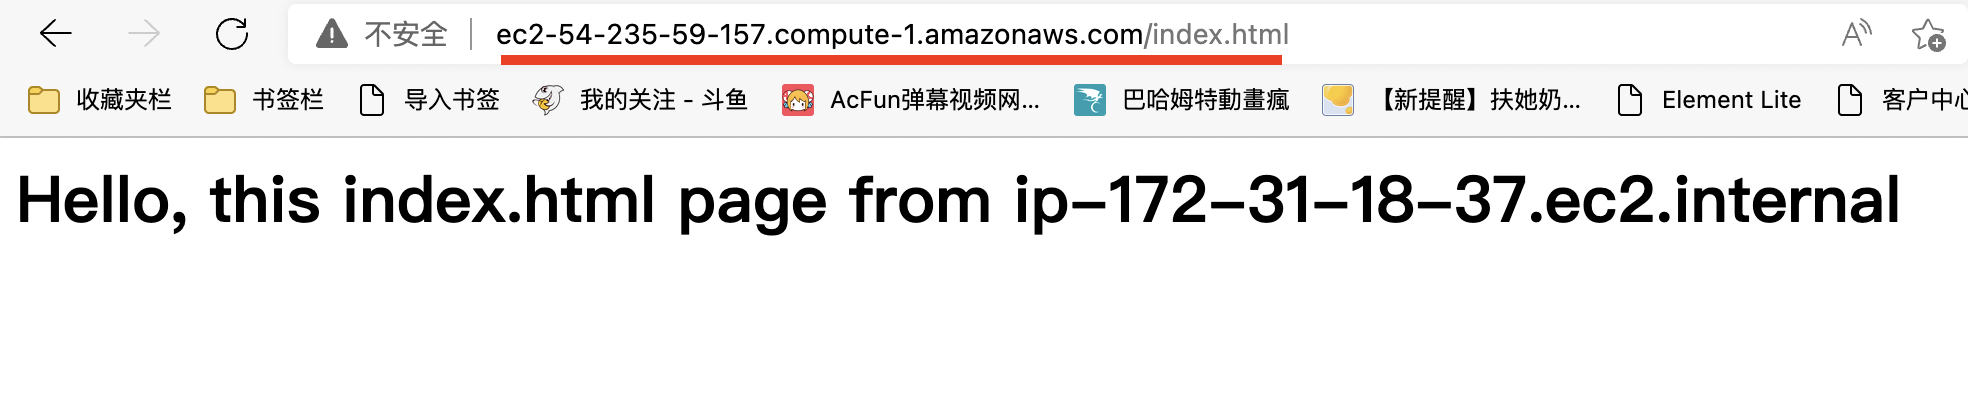 不安全 ec2-54-235-59-157.compute-1.amazonaws.com/index.html A
收藏夹栏 书签栏 导入书签 我的关注 - 斗鱼 AcFun弹幕视频网... 巴哈姆特動畫瘋 【新提醒】扶她奶... Element Lite 客户中心
Hello, this index.html page from ip-172-31-18-37.ec2.internal